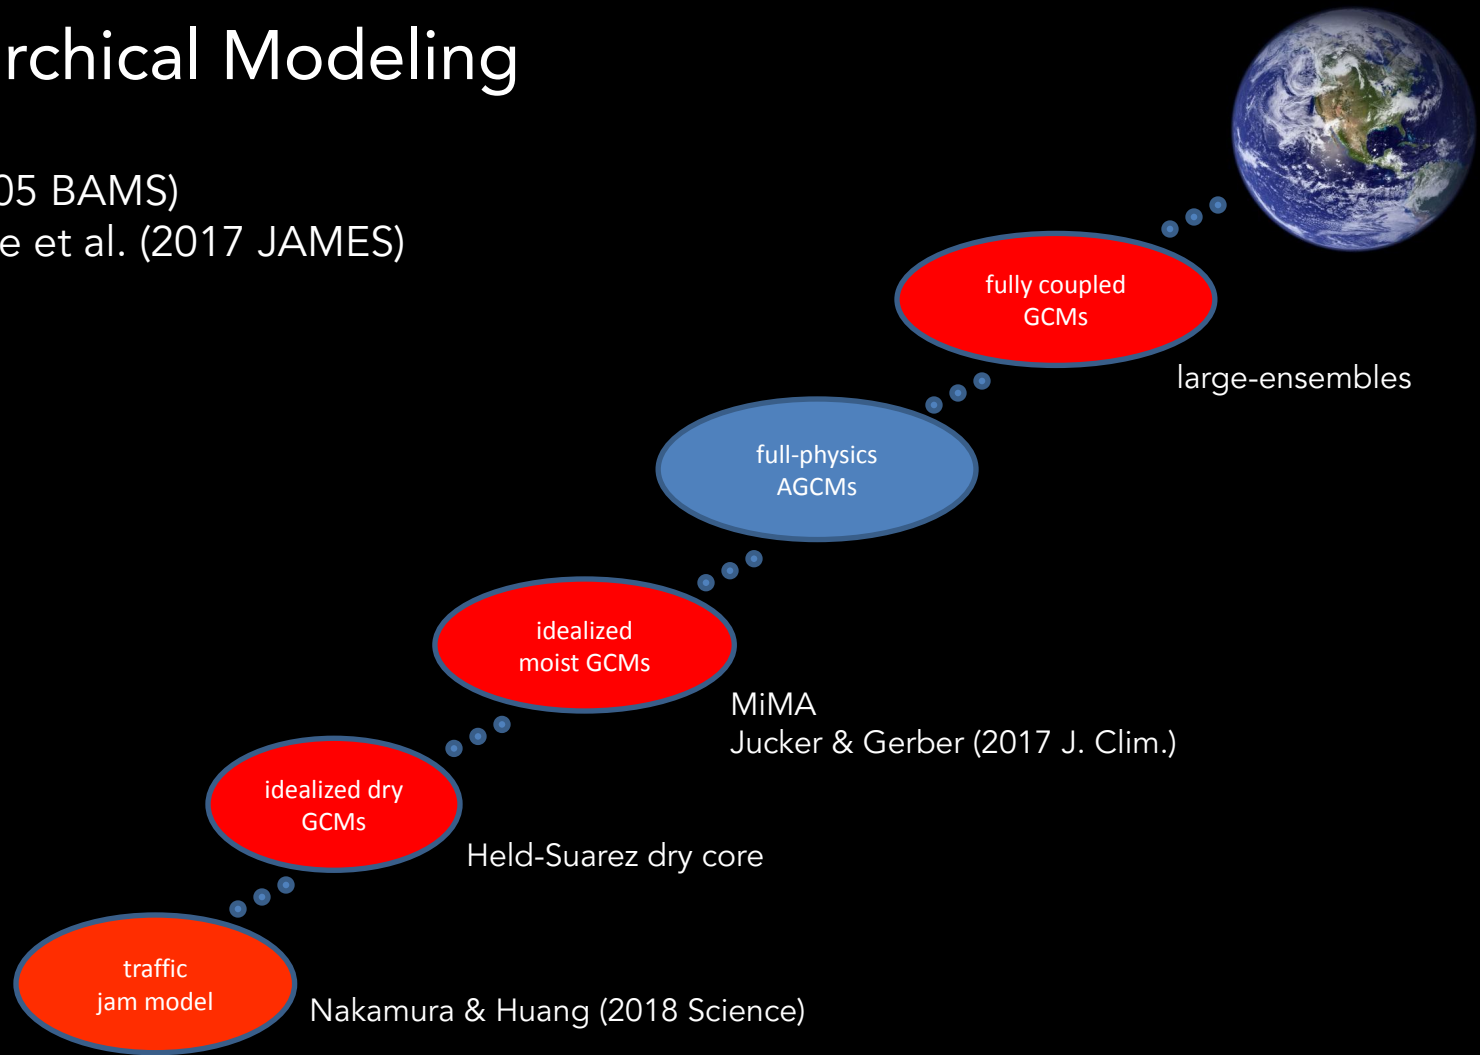 rchical Modeling
05 BAMS)
e et al. (2017 JAMES)
fully coupled
GCMs
large-ensembles
full-physics
AGCMs
idealized
moist GCMs
MiMA
Jucker & Gerber (2017 J. Clim.)
idealized dry
GCMs
Held-Suarez dry core
traffic
jam model
Nakamura & Huang (2018 Science)